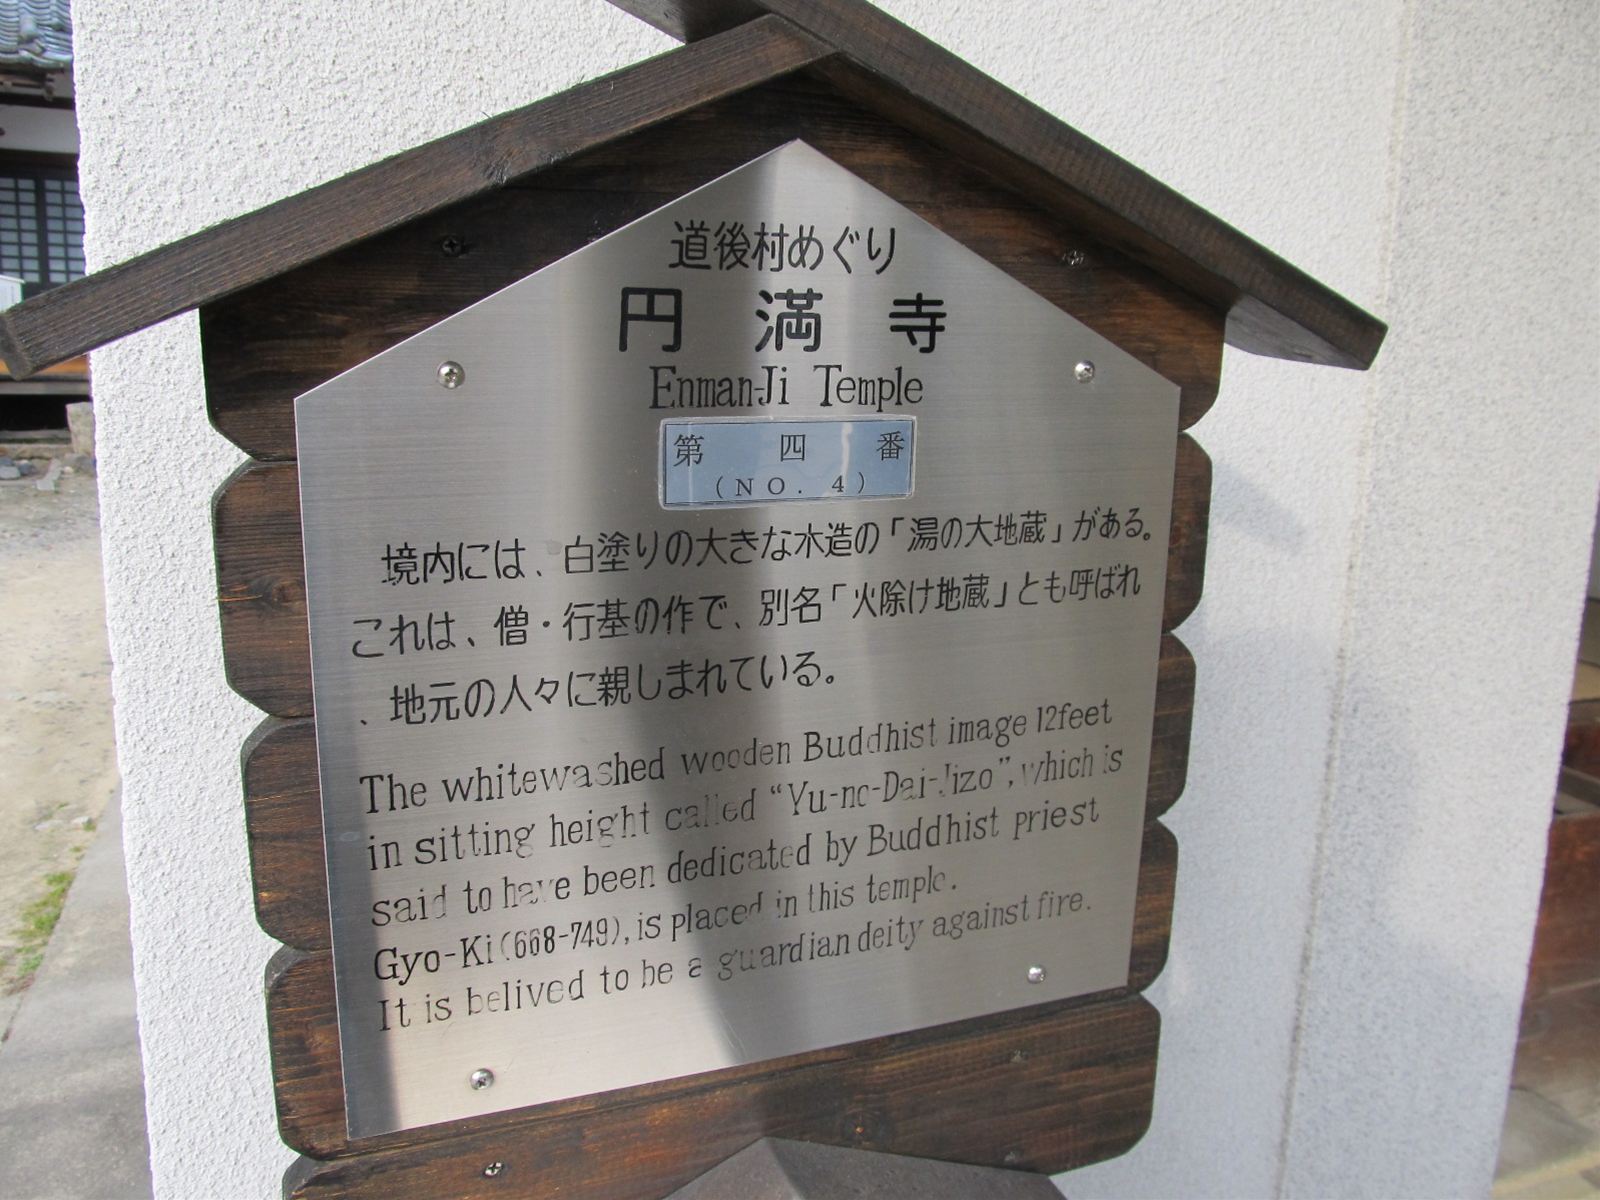 道後村めぐり
円満寺
Enman-Ji Temple
第四番
(NO. 4)
境内には、白塗りの大きな木造の「湯の大地蔵」がある。
これは、僧・行基の作で、別名「火除け地蔵」とも呼ばれ
、地元の人々に親しまれている。
The whitewashed wooden Buddhist image 12feet
in sitting height called "Yu-no-Dai-Jizo", which is
said to have been dedicated by Buddhist priest
Gyo-Ki (668-749), is placed in this temple.
It is belived to be a guardian deity against fire.